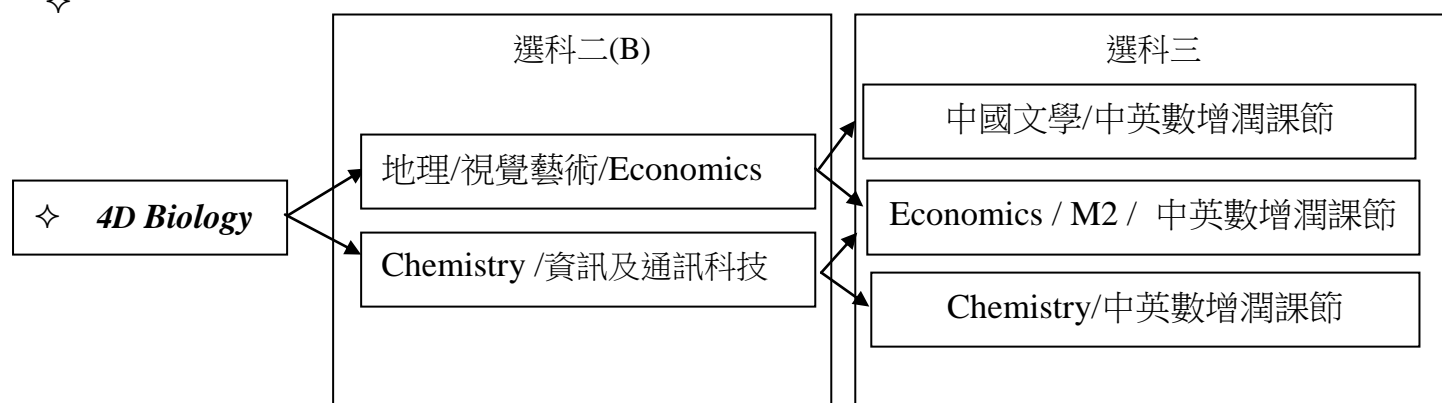 ✧
選科二(B)
選科三
中國文學/中英數增潤課節
地理/視覺藝術/Economics
✧ 4D Biology
Economics / M2 / 中英數增潤課節
Chemistry /資訊及通訊科技
Chemistry/中英數增潤課節